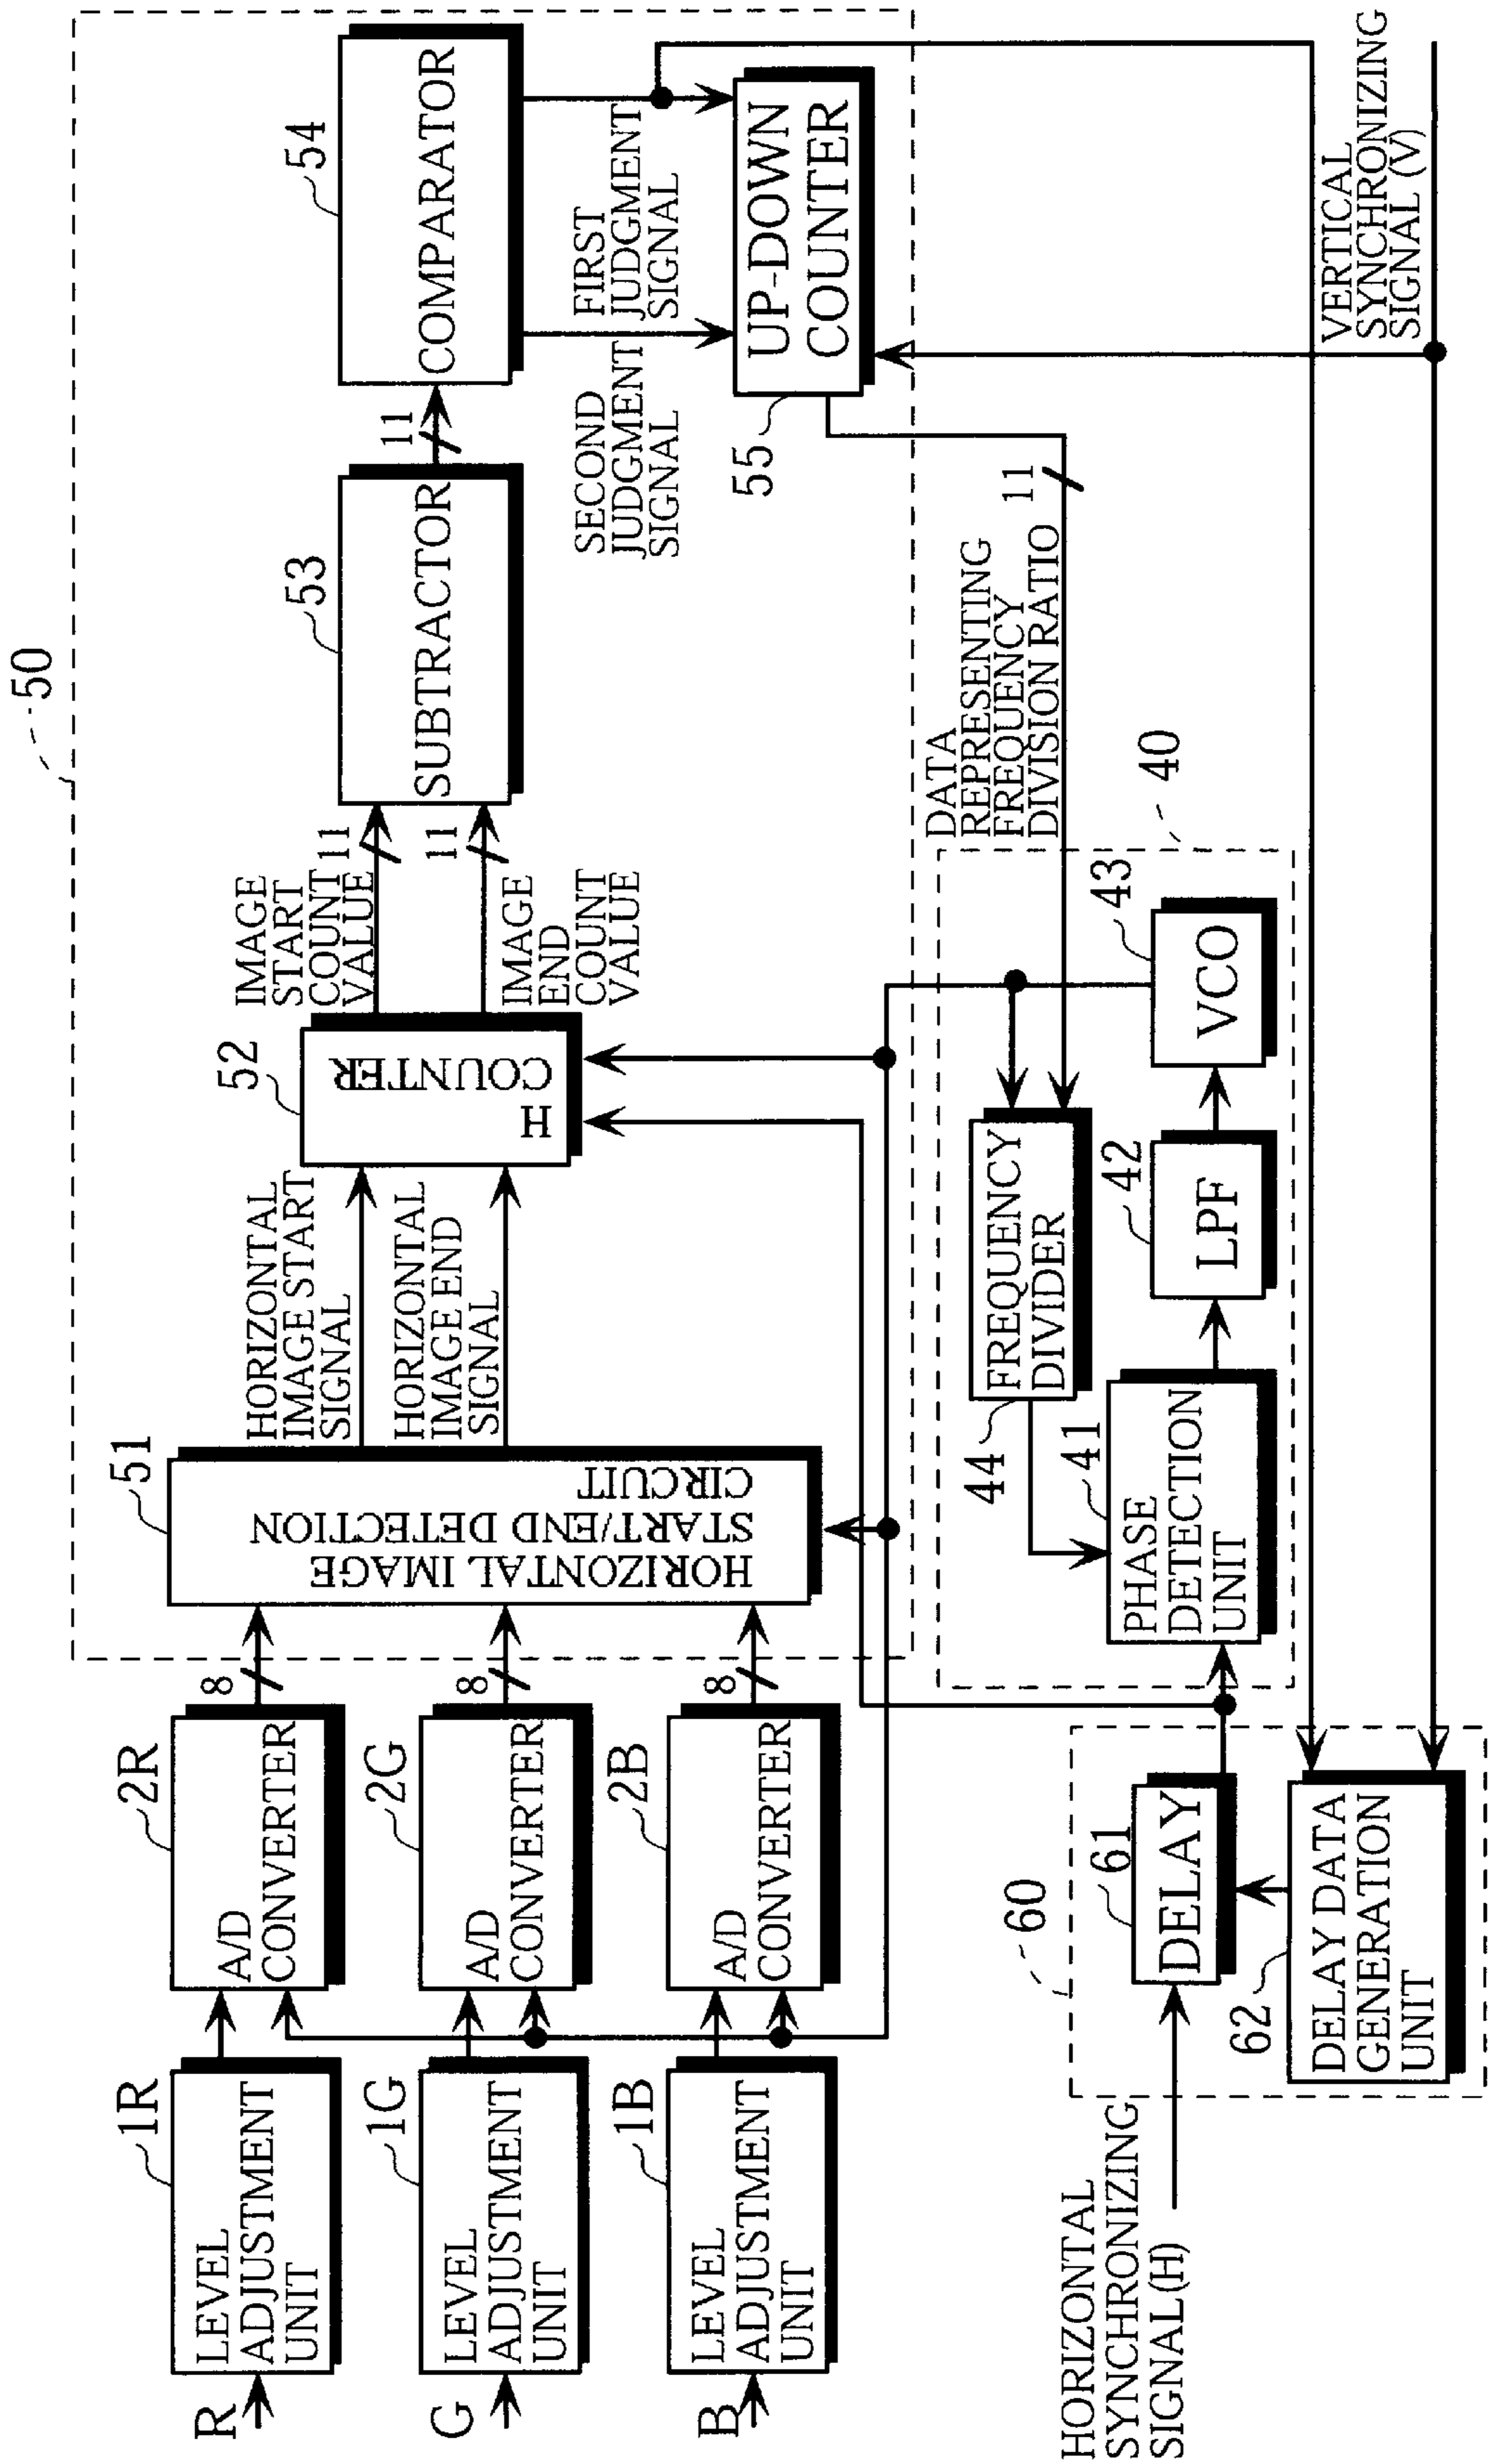 50
1R
LEVEL
ADJUSTMENT
UNIT
R
2R
A/D
CONVERTER
8
1G
LEVEL
ADJUSTMENT
UNIT
G
2G
A/D
CONVERTER
8
1B
LEVEL
ADJUSTMENT
UNIT
B
2B
A/D
CONVERTER
8
51
HORIZONTAL IMAGE
START/END DETECTION
CIRCUIT
HORIZONTAL
IMAGE START
SIGNAL
HORIZONTAL
IMAGE END
SIGNAL
52
H
COUNTER
IMAGE
START
COUNT
VALUE
11
IMAGE
END
COUNT
VALUE
11
53
SUBTRACTOR
11
54
COMPARATOR
FIRST
JUDGMENT
SIGNAL
SECOND
JUDGMENT
SIGNAL
55
UP-DOWN
COUNTER
DATA
REPRESENTING
FREQUENCY
DIVISION RATIO
11
40
44
FREQUENCY
DIVIDER
41
PHASE
DETECTION
UNIT
42
LPF
43
VCO
60
61
DELAY
62
DELAY DATA
GENERATION
UNIT
HORIZONTAL
SYNCHRONIZING
SIGNAL(H)
VERTICAL
SYNCHRONIZING
SIGNAL (V)